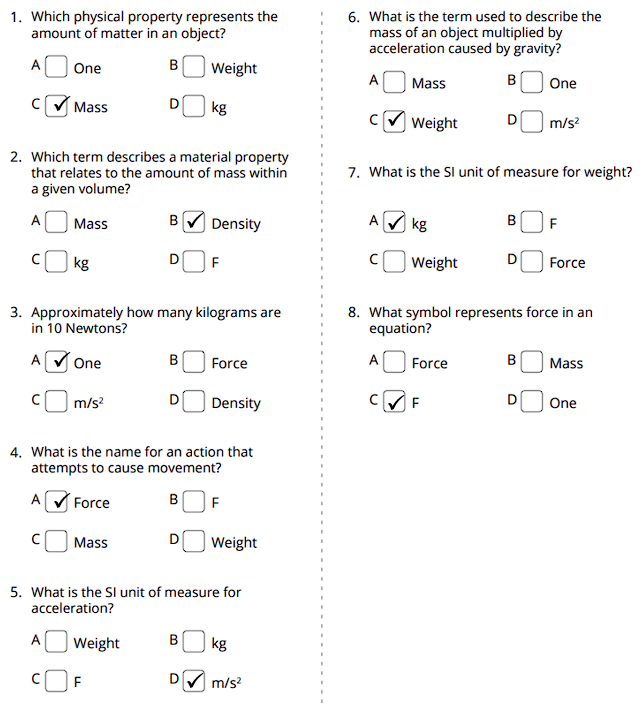 1. Which physical property represents the
amount of matter in an object?
A One B Weight
C ✓ Mass D kg
2. Which term describes a material property
that relates to the amount of mass within
a given volume?
A Mass B ✓ Density
C kg D F
3. Approximately how many kilograms are
in 10 Newtons?
A ✓ One B Force
C m/s² D Density
4. What is the name for an action that
attempts to cause movement?
A ✓ Force B F
C Mass D Weight
5. What is the SI unit of measure for
acceleration?
A Weight B kg
C F D ✓ m/s²
6. What is the term used to describe the
mass of an object multiplied by
acceleration caused by gravity?
A Mass B One
C ✓ Weight D m/s²
7. What is the SI unit of measure for weight?
A ✓ kg B F
C Weight D Force
8. What symbol represents force in an
equation?
A Force B Mass
C ✓ F D One